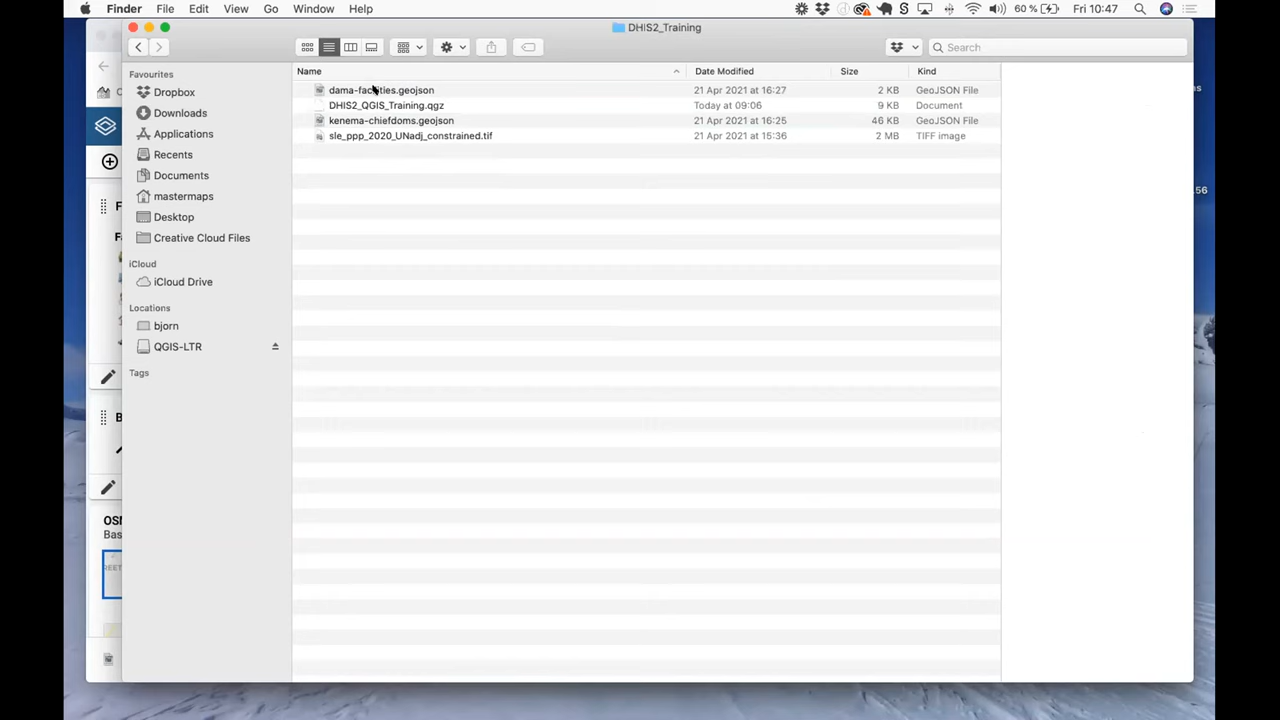 Finder File Edit View Go Window Help 60 % Fri 10:47
DHIS2_Training
Search
Favourites
Dropbox
Downloads
Applications
Recents
Documents
mastermaps
Desktop
Creative Cloud Files
iCloud
iCloud Drive
Locations
bjorn
QGIS-LTR
Tags
Name Date Modified Size Kind
dama-facilities.geojson 21 Apr 2021 at 16:27 2 KB GeoJSON File
DHIS2_QGIS_Training.qgz Today at 09:06 9 KB Document
kenema-chiefdoms.geojson 21 Apr 2021 at 16:25 46 KB GeoJSON File
sle_ppp_2020_UNadj_constrained.tif 21 Apr 2021 at 15:36 2 MB TIFF image
OSM
Bas
REET
56